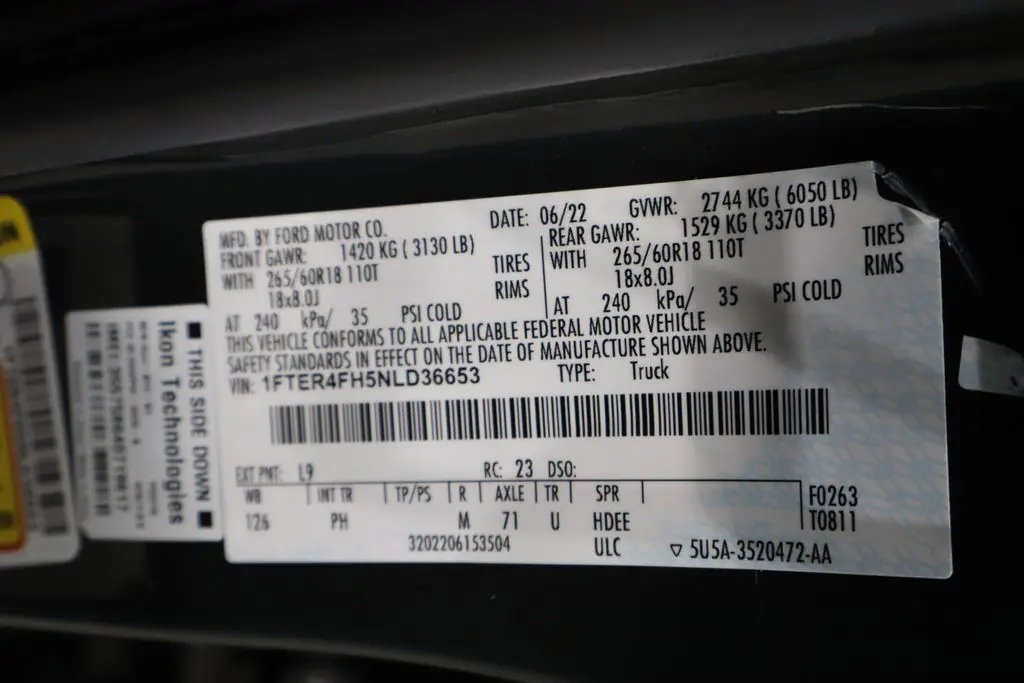 MFD. BY FORD MOTOR CO.
DATE: 06/22
GVWR: 2744 KG ( 6050 LB)
FRONT GAWR: 1420 KG ( 3130 LB)
REAR GAWR: 1529 KG ( 3370 LB)
WITH 265/60R18 110T TIRES
WITH 265/60R18 110T TIRES
18x8.0J RIMS
18x8.0J RIMS
AT 240 kPa/ 35 PSI COLD
AT 240 kPa/ 35 PSI COLD
THIS VEHICLE CONFORMS TO ALL APPLICABLE FEDERAL MOTOR VEHICLE
SAFETY STANDARDS IN EFFECT ON THE DATE OF MANUFACTURE SHOWN ABOVE.
VIN: 1FTER4FH5NLD36653
TYPE: Truck
EXT PNT: L9 RC: 23 DSO:
WB INT TR TP/PS R AXLE TR SPR
126 PH M 71 U HDEE
F0263
T0811
3202206153504 ULC ▽ 5U5A-3520472-AA
THIS SIDE DOWN
Ikon Technologies